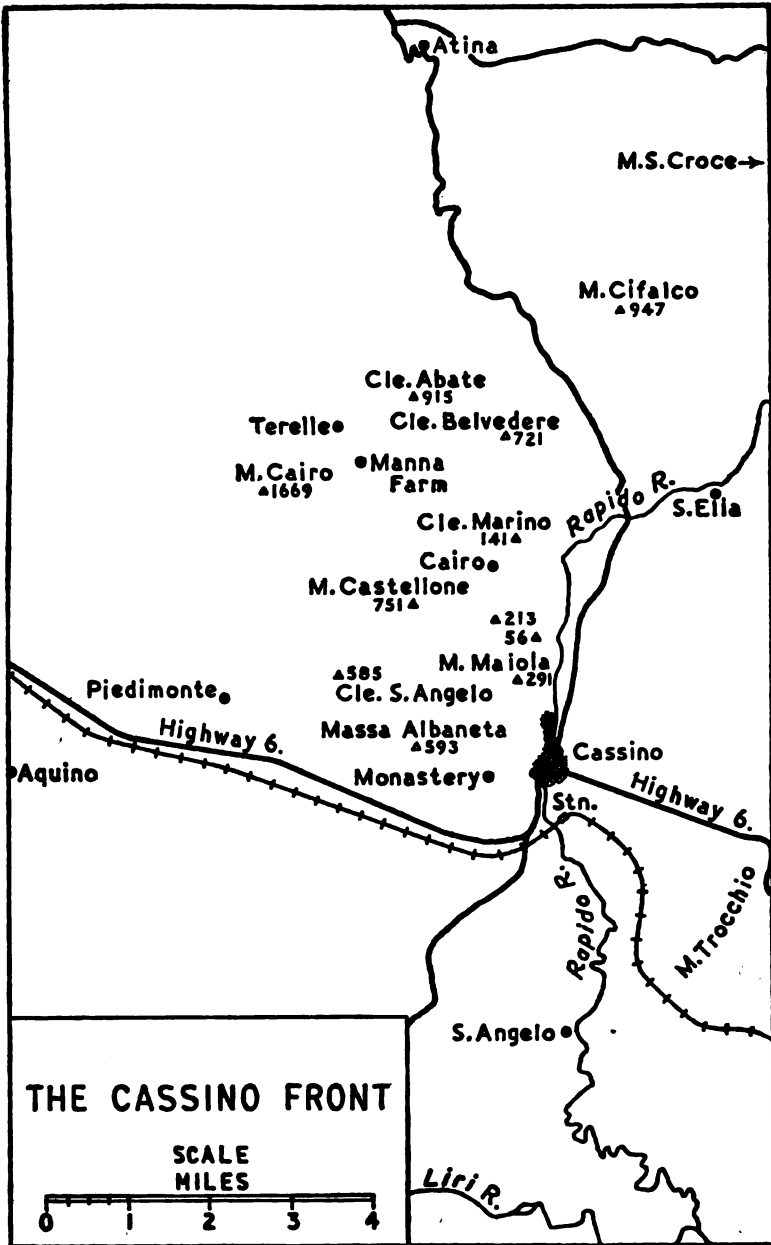 Atina
M.S.Croce
M.Cifalco
947
Cle.Abate
915
Terelle
Cle.Belvedere
721
Manna
Farm
M.Cairo
1669
Rapido R.
S.Elia
Cle.Marino
141
Cairo
M.Castellone
751
213
56
M.Maiola
291
585
Cle.S.Angelo
Piedimonte
Highway 6.
Massa Albaneta
593
Cassino
Aquino
Monastery
Highway 6.
Stn.
Rapido R.
M.Trocchio
S.Angelo
THE CASSINO FRONT
SCALE
MILES
0 1 2 3 4
Liri R.